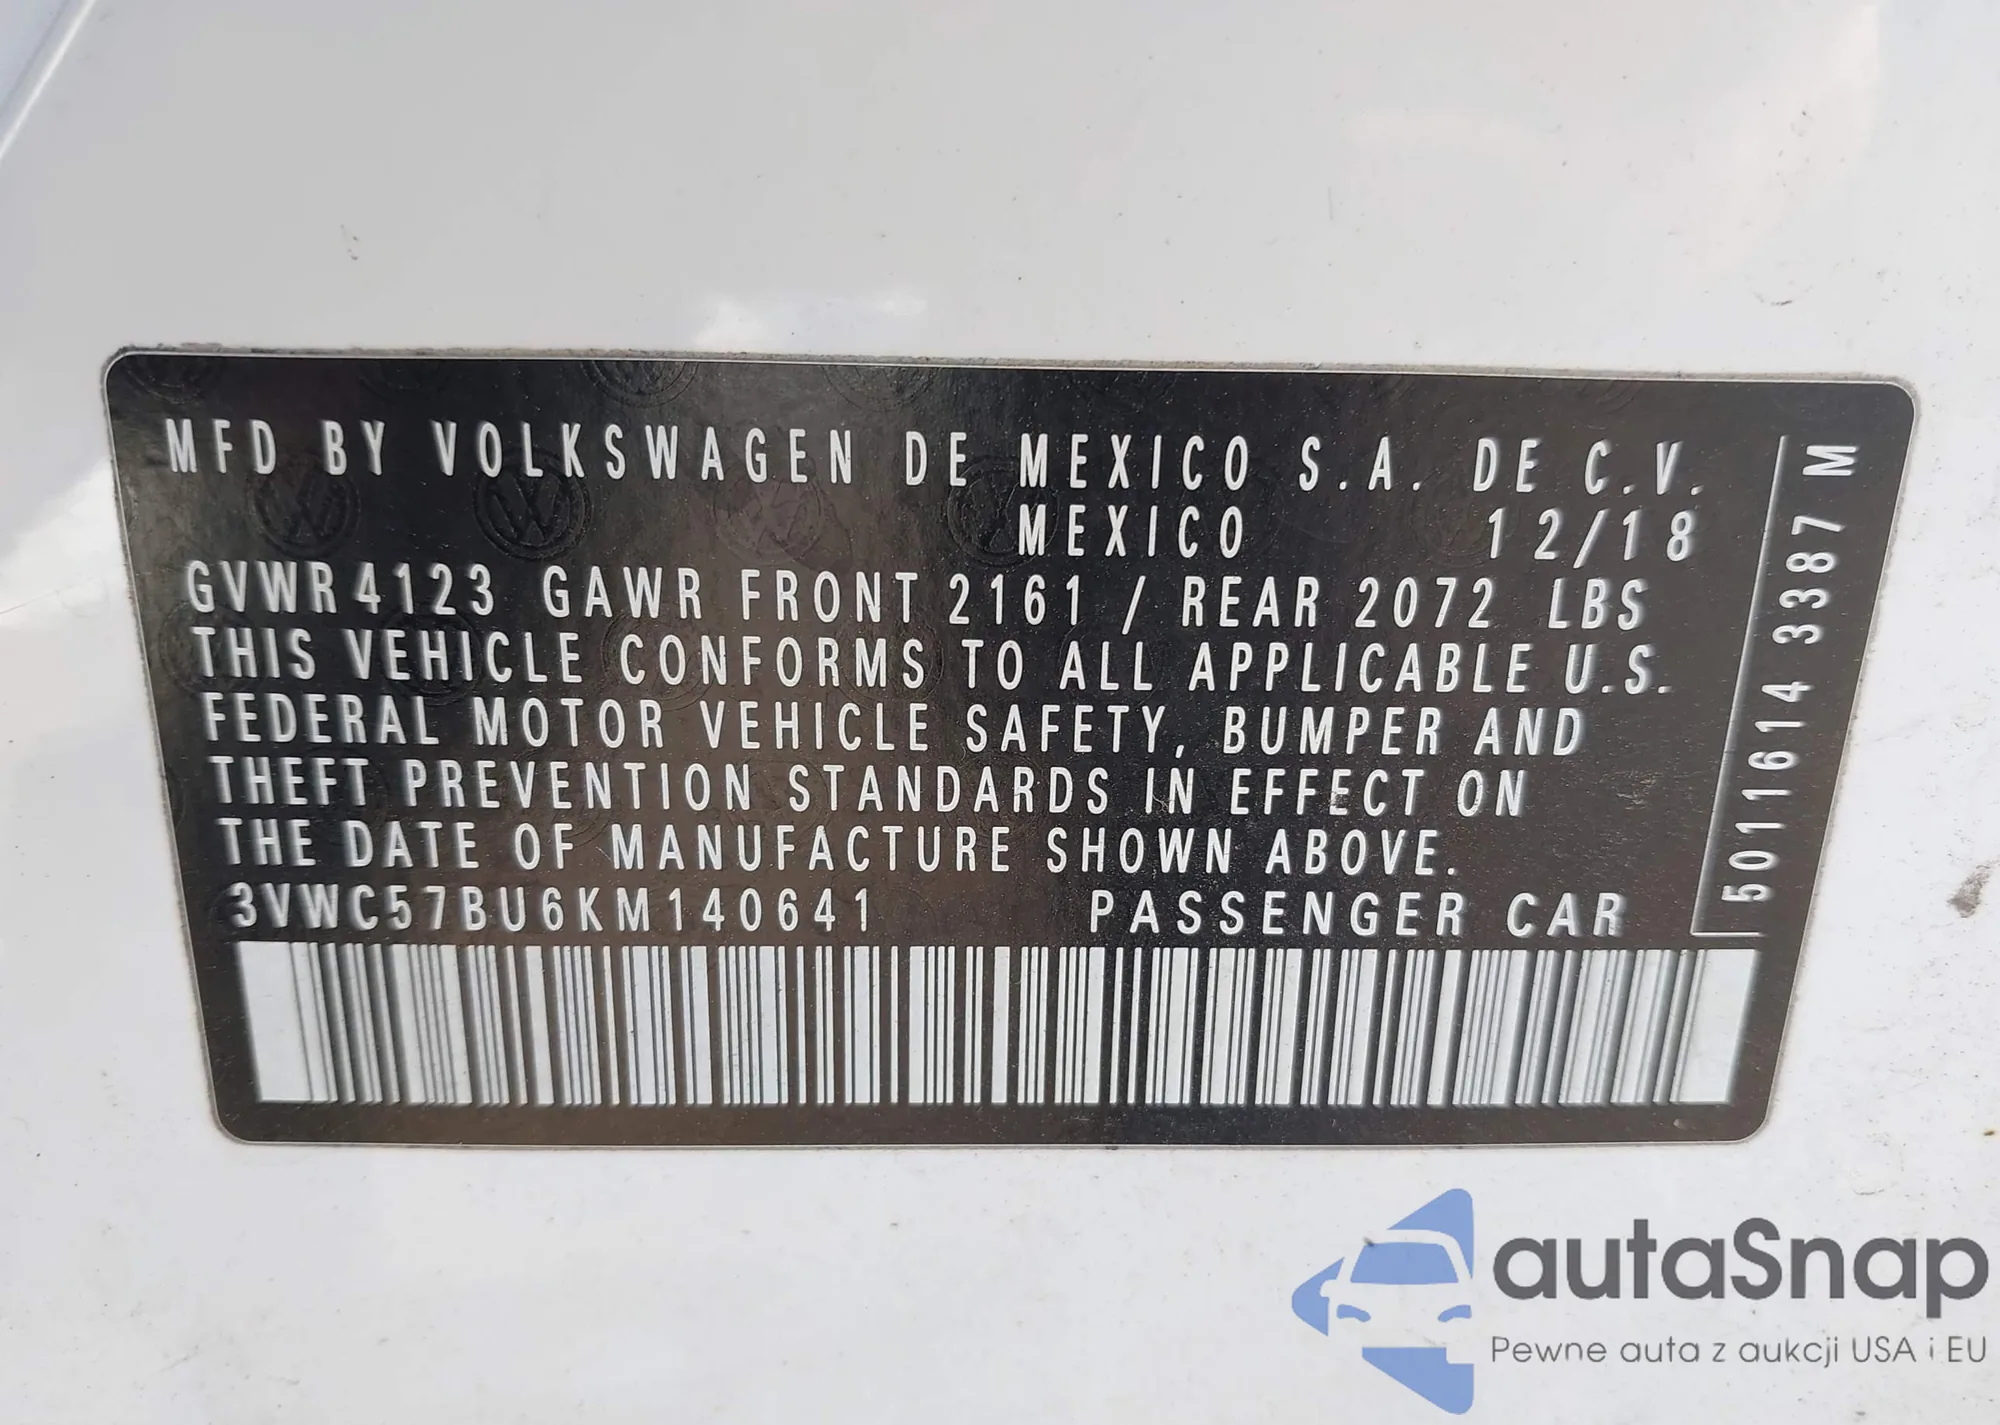 MFD BY VOLKSWAGEN DE MEXICO S.A. DE C.V.
MEXICO 12/18
GVWR 4123 GAWR FRONT 2161 / REAR 2072 LBS
THIS VEHICLE CONFORMS TO ALL APPLICABLE U.S.
FEDERAL MOTOR VEHICLE SAFETY, BUMPER AND
THEFT PREVENTION STANDARDS IN EFFECT ON
THE DATE OF MANUFACTURE SHOWN ABOVE.
3VWC57BU6KM140641 PASSENGER CAR
5011614 3387 M
autaSnap
Pewne auta z aukcji USA i EU